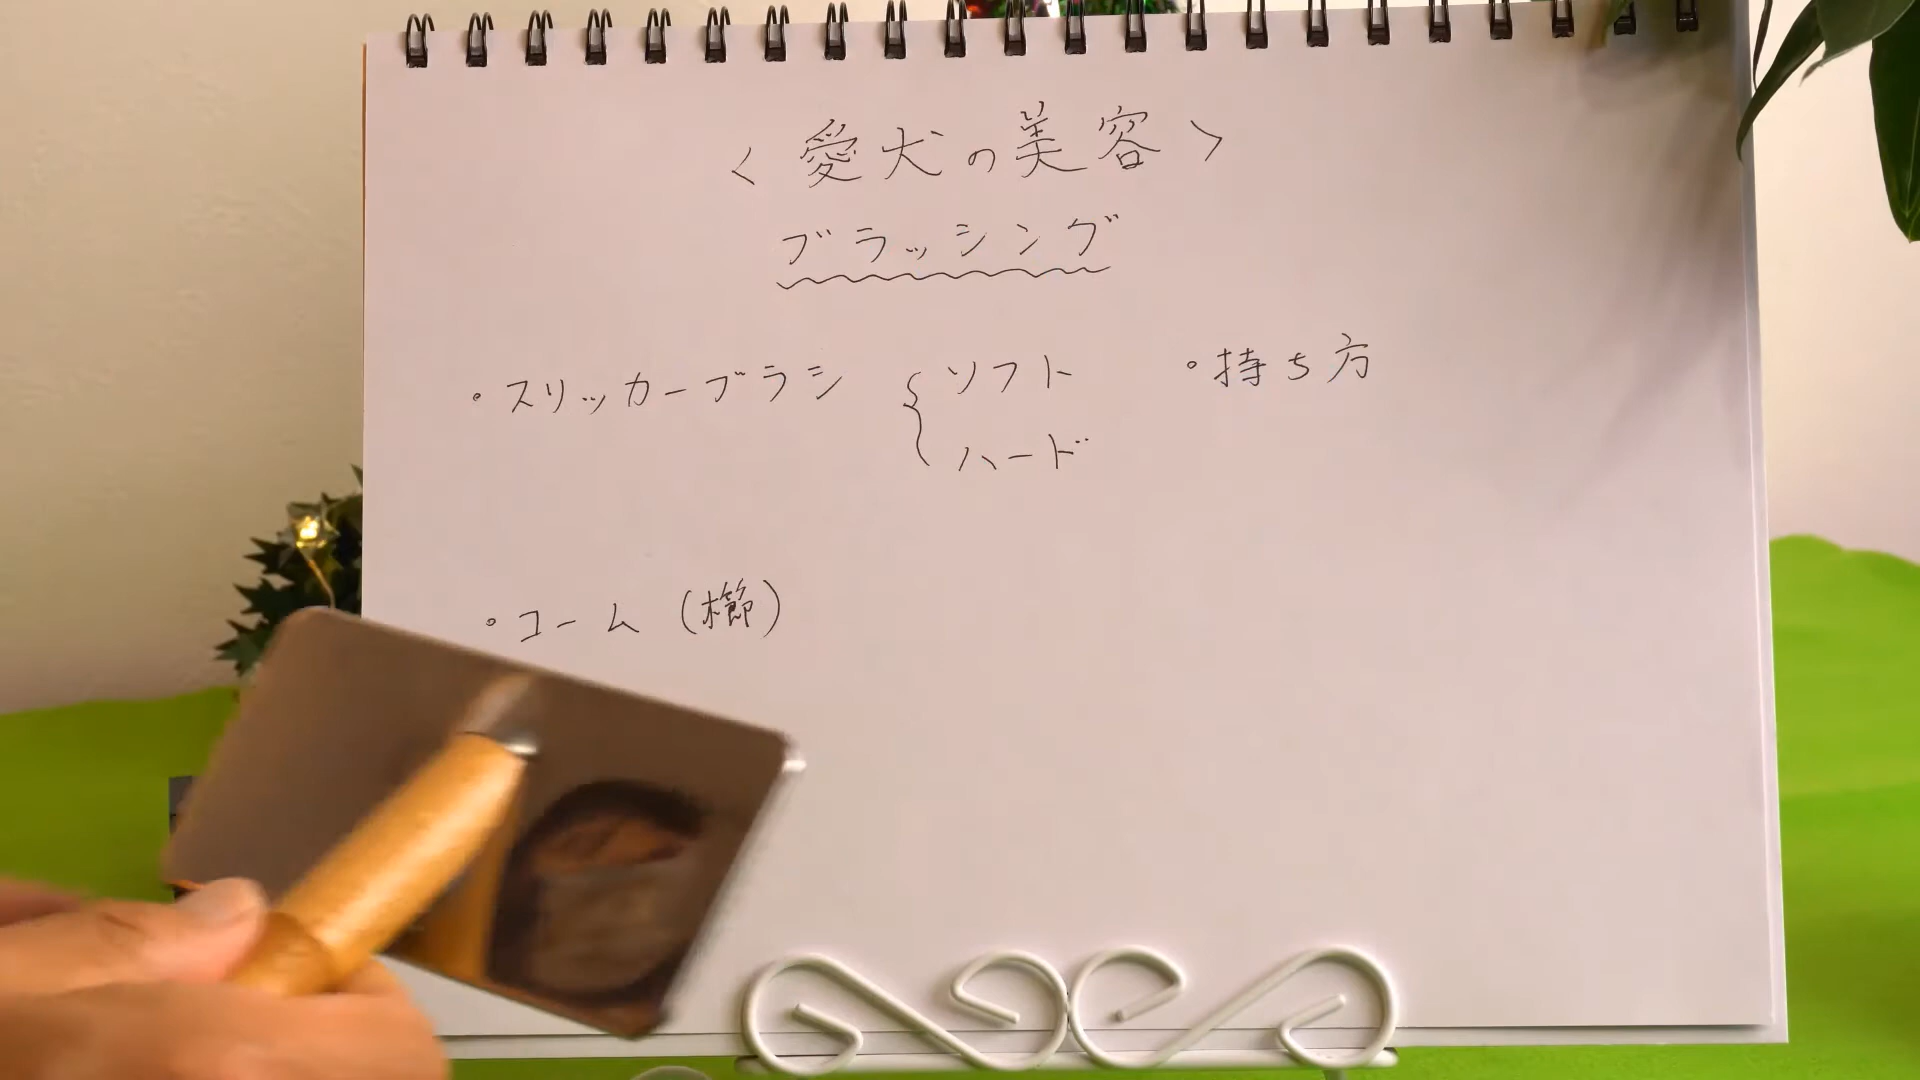 〈愛犬の美容〉
ブラッシング
・スリッカーブラシ { ソフト ハード
・持ち方
・コーム (櫛)